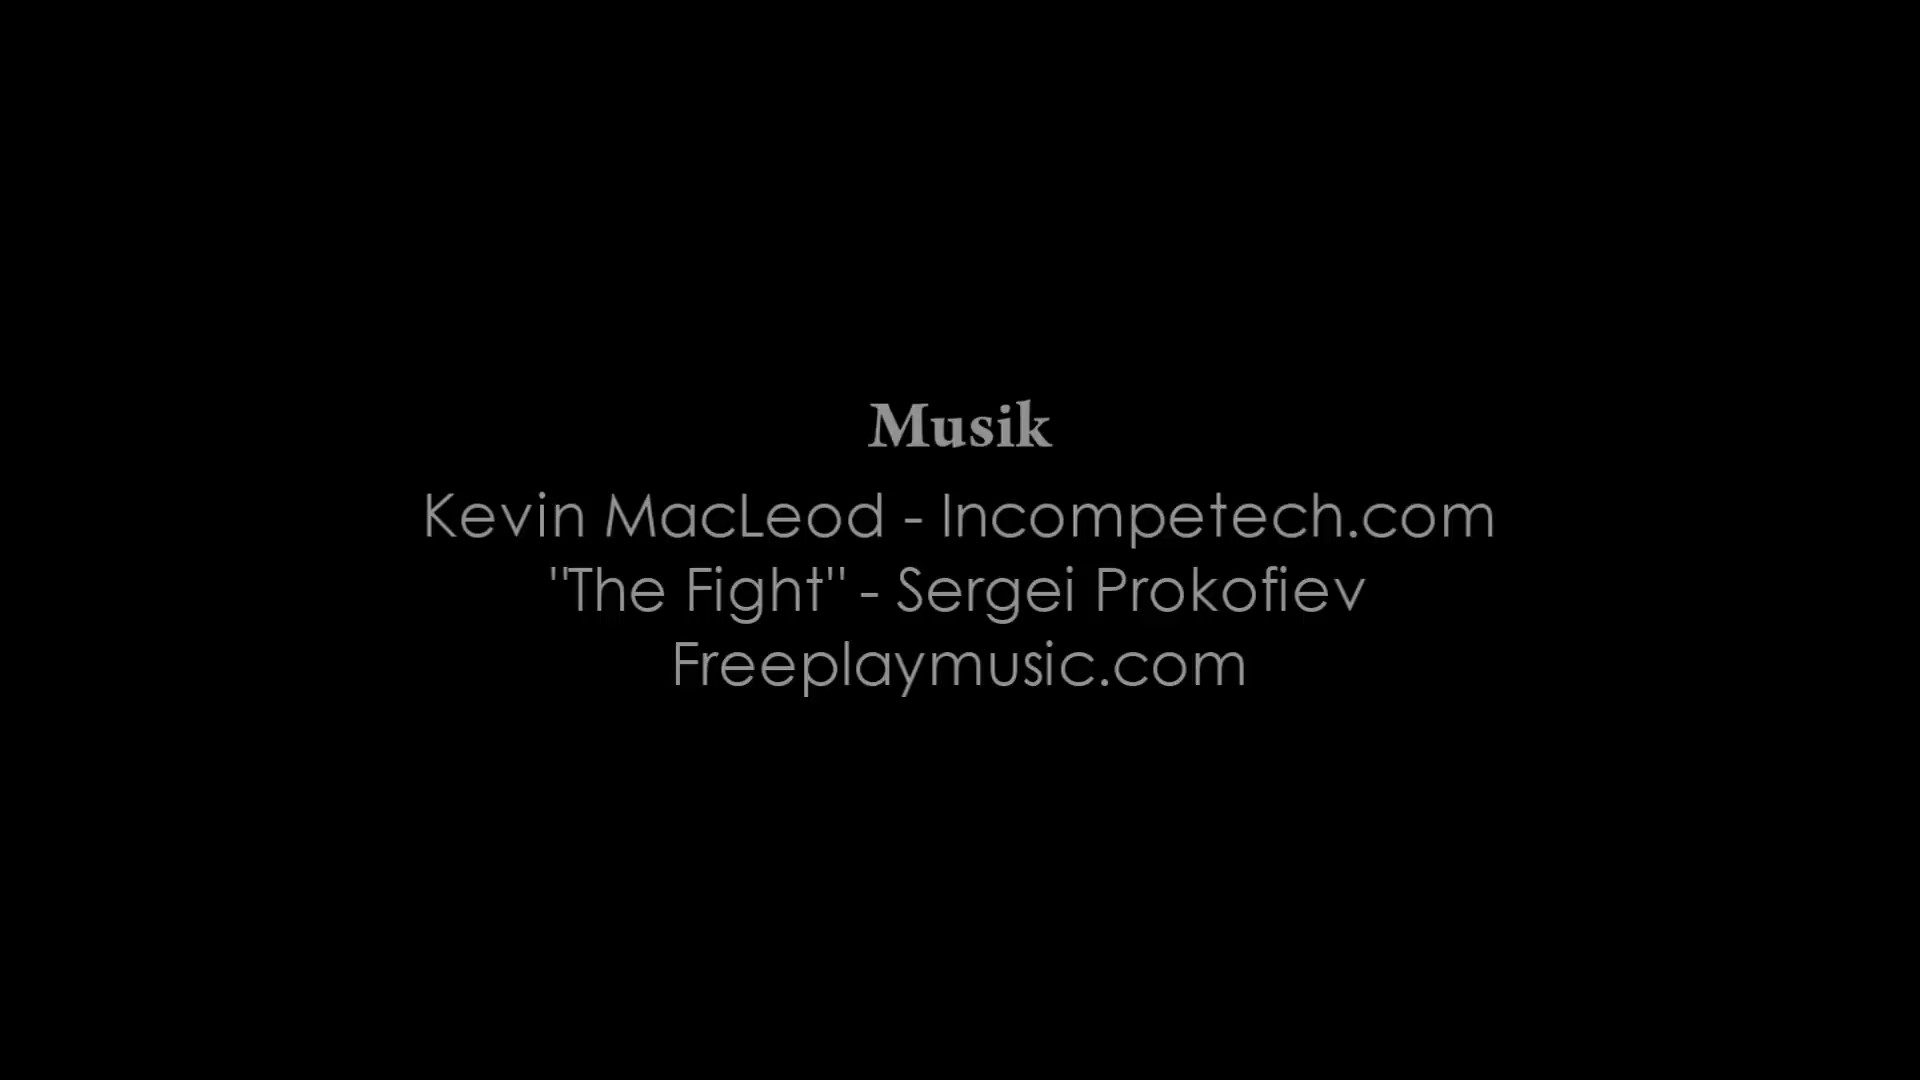 Musik
Kevin MacLeod - Incompetech.com
"The Fight" - Sergei Prokofiev
Freeplaymusic.com